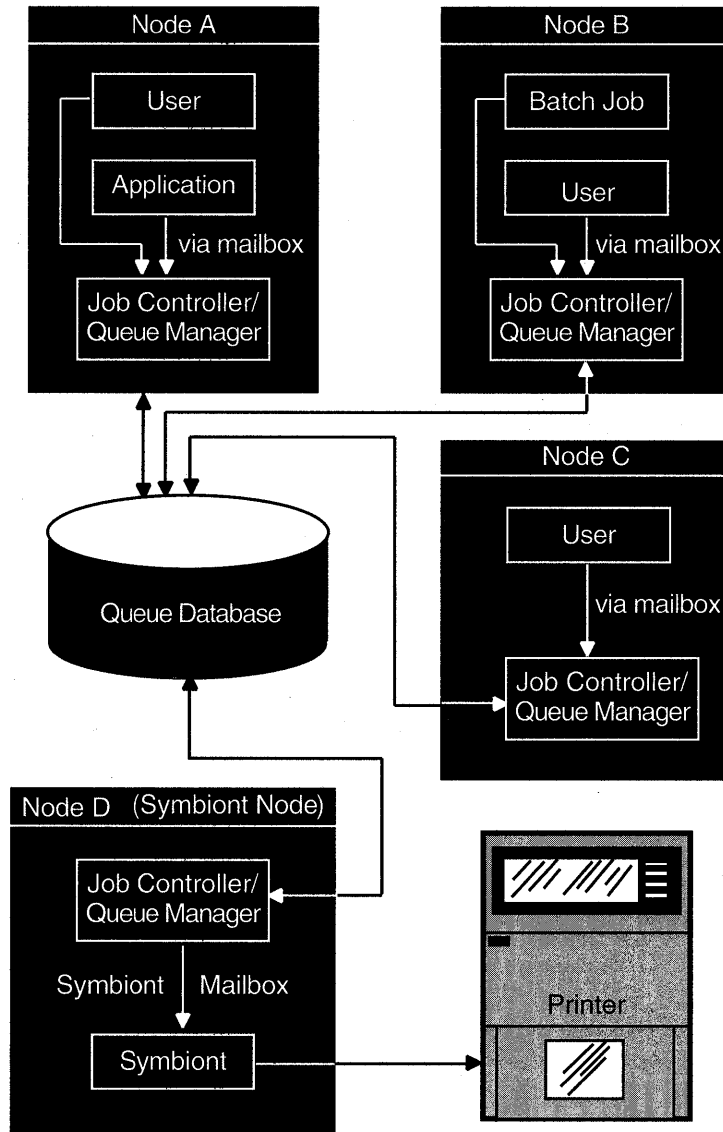 Node A
User
Application
via mailbox
Job Controller/
Queue Manager
Node B
Batch Job
User
via mailbox
Job Controller/
Queue Manager
Node C
User
via mailbox
Job Controller/
Queue Manager
Queue Database
Node D (Symbiont Node)
Job Controller/
Queue Manager
Symbiont Mailbox
Symbiont
Printer